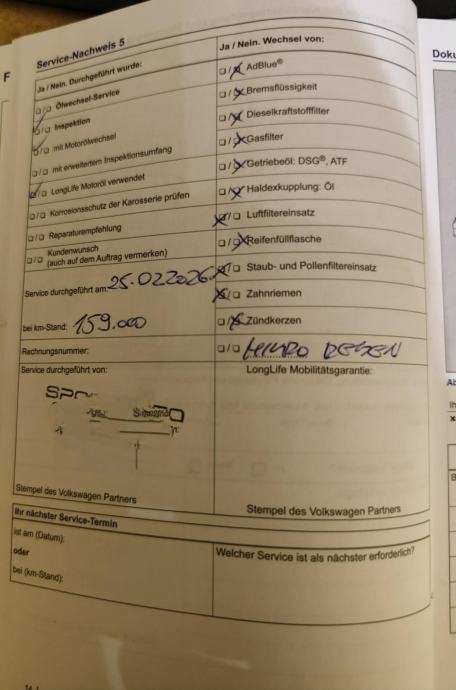 Service-Nachweis 5
Ja / Nein. Durchgeführt wurde:
Ölwechsel-Service
Inspektion
mit Motorölwechsel
mit erweitertem Inspektionsumfang
LongLife Motoröl verwendet
Korrosionsschutz der Karosserie prüfen
Reparaturempfehlung
Kundenwunsch
(auch auf dem Auftrag vermerken)
Service durchgeführt am: 25.02.2026
bei km-Stand: 159.000
Rechnungsnummer:
Service durchgeführt von:
Stempel des Volkswagen Partners
Ja / Nein. Wechsel von:
AdBlue®
Bremsflüssigkeit
Dieselkraftstofffilter
Gasfilter
Getriebeöl: DSG®, ATF
Haldexkupplung: Öl
Luftfiltereinsatz
Reifenfüllflasche
Staub- und Pollenfiltereinsatz
Zahnriemen
Zündkerzen
LongLife Mobilitätsgarantie:
Stempel des Volkswagen Partners
Ihr nächster Service-Termin
ist am (Datum):
oder
bei (km-Stand):
Welcher Service ist als nächster erforderlich?